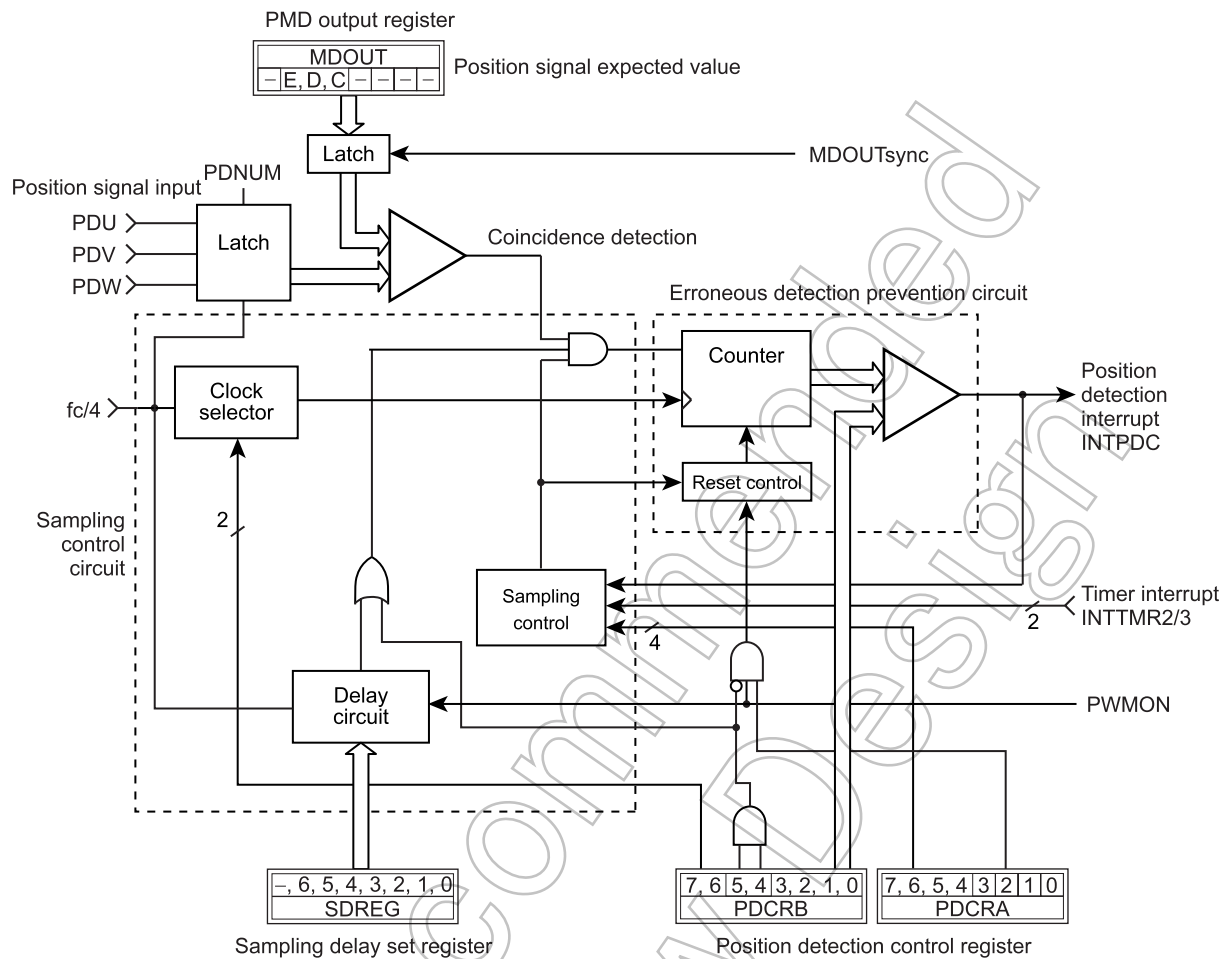 PMD output register
MDOUT
– E, D, C – – – –
Position signal expected value
Latch
MDOUTsync
PDNUM
Position signal input
PDU
PDV
PDW
Latch
Coincidence detection
Erroneous detection prevention circuit
Counter
Position
detection
interrupt
INTPDC
Clock
selector
fc/4
Reset control
2
Sampling
control
circuit
Sampling
control
Timer interrupt
INTTMR2/3
2
4
Delay
circuit
PWMON
–, 6, 5, 4, 3, 2, 1, 0
SDREG
7, 6 5, 4 3, 2, 1, 0
PDCRB
7, 6, 5, 4 3 2 1 0
PDCRA
Sampling delay set register
Position detection control register
commended
w Design